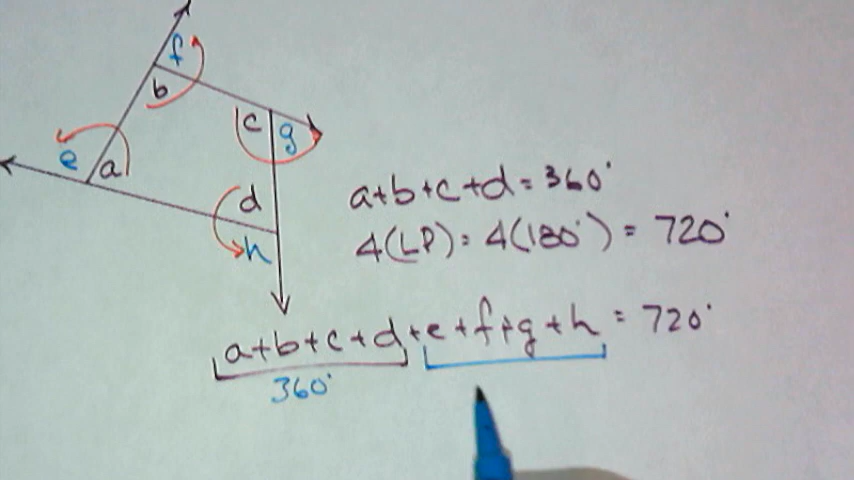 f
b
c
g
e
a
d
h
a+b+c+d=360°
4(LP)=4(180°)=720°
a+b+c+d+e+f+g+h=720°
360°